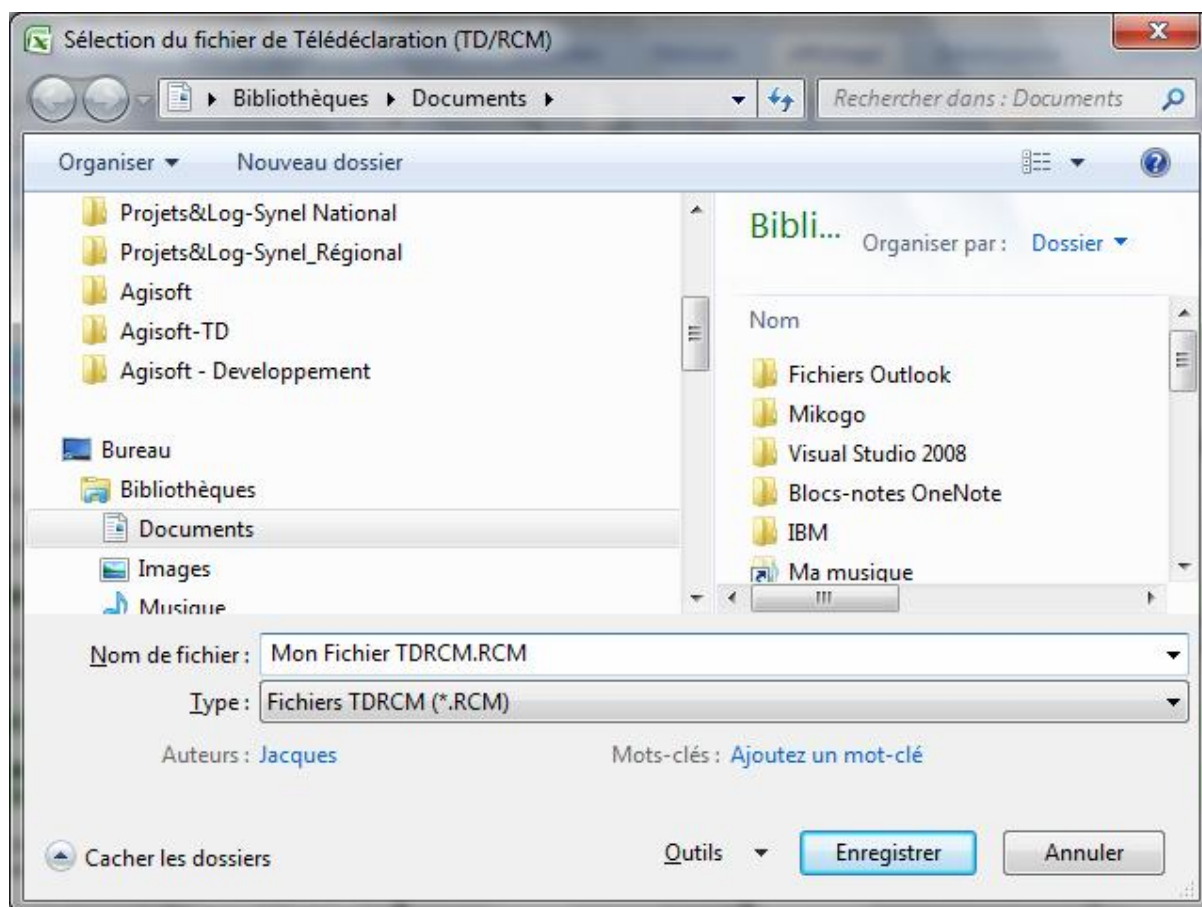 Sélection du fichier de Télédéclaration (TD/RCM)
Bibliothèques Documents
Rechercher dans : Documents
Organiser Nouveau dossier
Projets&Log-Synel National
Projets&Log-Synel_Régional
Agisoft
Agisoft-TD
Agisoft - Developpement
Bureau
Bibliothèques
Documents
Images
Musique
Bibli...
Organiser par : Dossier
Nom
Fichiers Outlook
Mikogo
Visual Studio 2008
Blocs-notes OneNote
IBM
Ma musique
Nom de fichier : Mon Fichier TDRCM.RCM
Type : Fichiers TDRCM (*.RCM)
Auteurs : Jacques Mots-clés : Ajoutez un mot-clé
Cacher les dossiers Outils Enregistrer Annuler